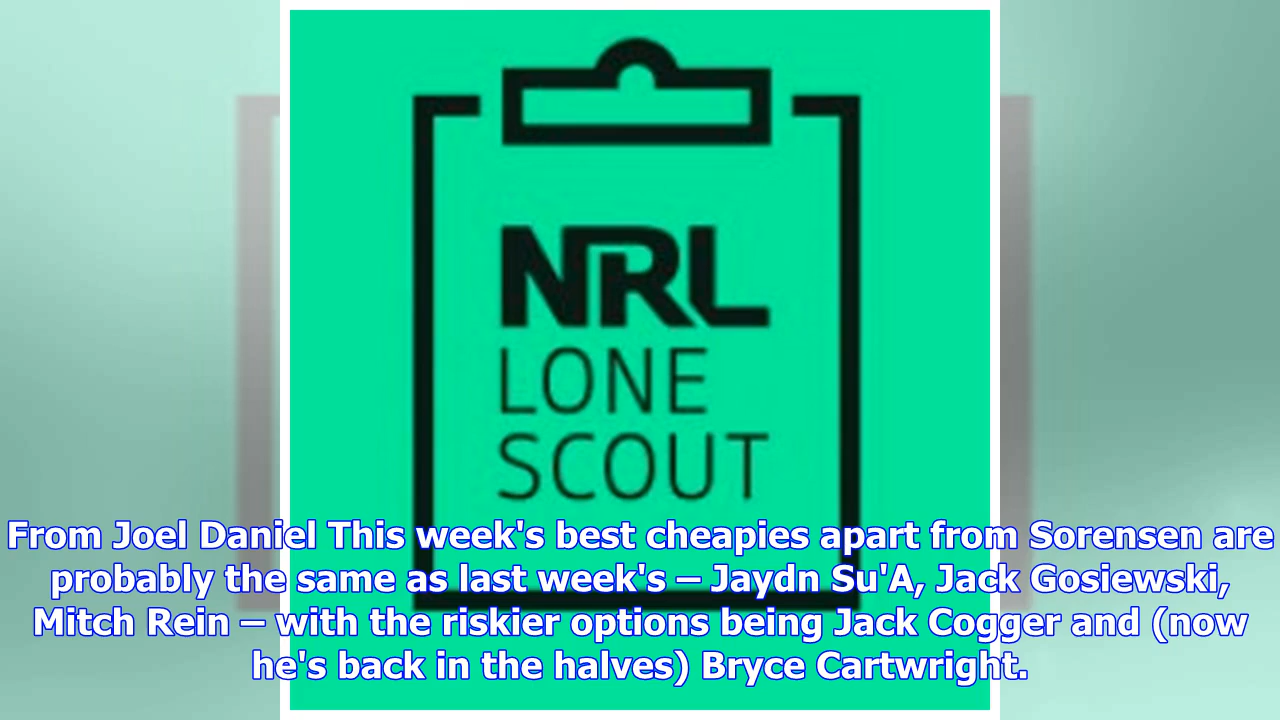 NRL
LONE
SCOUT
From Joel Daniel This week's best cheapies apart from Sorensen are
probably the same as last week's – Jaydn Su'A, Jack Gosiewski,
Mitch Rein – with the riskier options being Jack Cogger and (now
he's back in the halves) Bryce Cartwright.